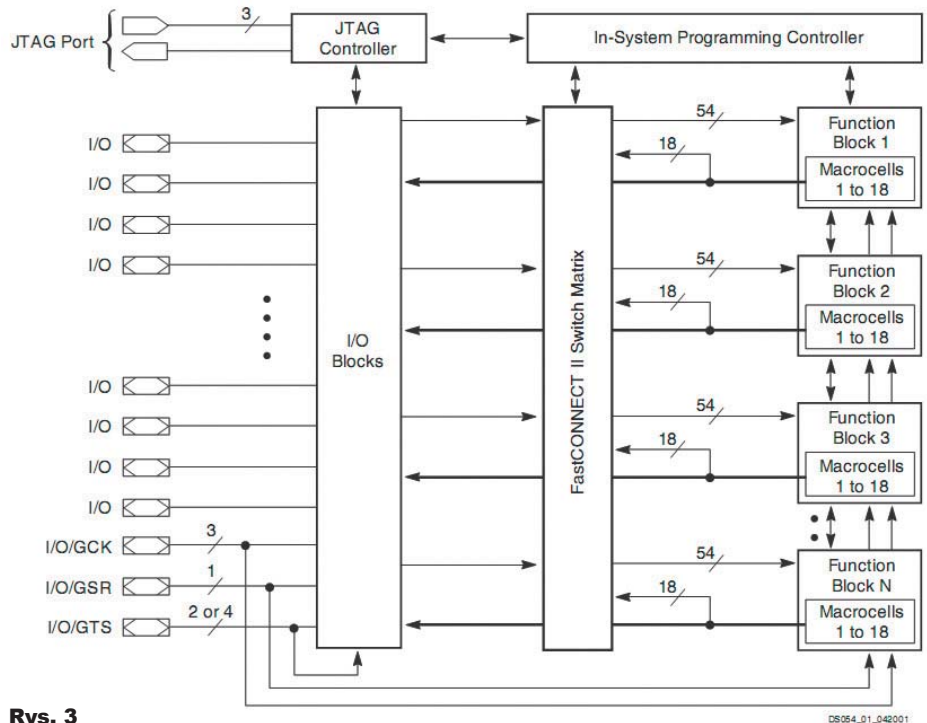 JTAG Port
3
JTAG
Controller
In-System Programming Controller
I/O
I/O
I/O
I/O
I/O
I/O
I/O
I/O
I/O/GCK
3
I/O/GSR
1
I/O/GTS
2 or 4
I/O
Blocks
FastCONNECT II Switch Matrix
54
18
Function
Block 1
Macrocells
1 to 18
54
18
Function
Block 2
Macrocells
1 to 18
54
18
Function
Block 3
Macrocells
1 to 18
54
18
Function
Block N
Macrocells
1 to 18
Rys. 3
DS054_01_042001